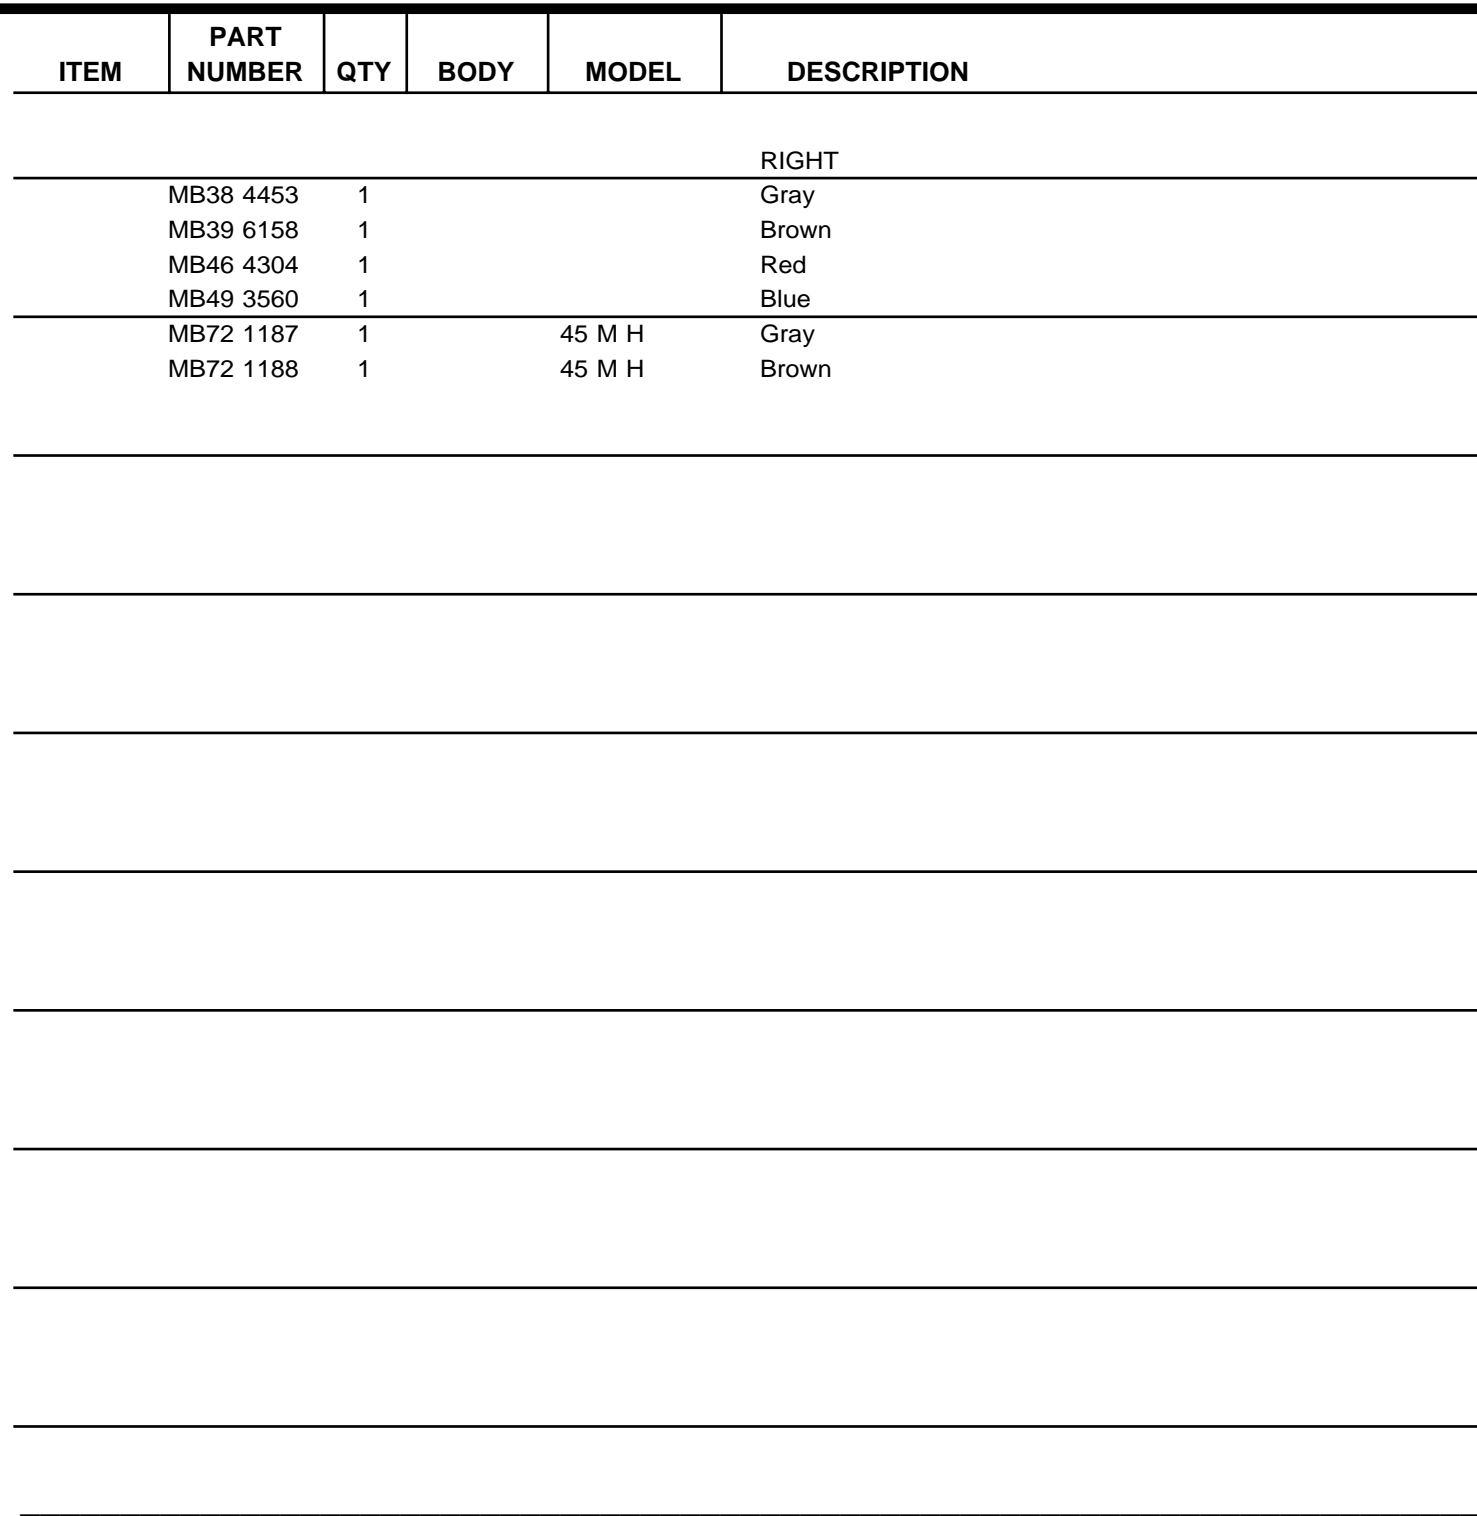 PART
ITEM NUMBER QTY BODY MODEL DESCRIPTION
RIGHT
MB38 4453 1 Gray
MB39 6158 1 Brown
MB46 4304 1 Red
MB49 3560 1 Blue
MB72 1187 1 45 M H Gray
MB72 1188 1 45 M H Brown